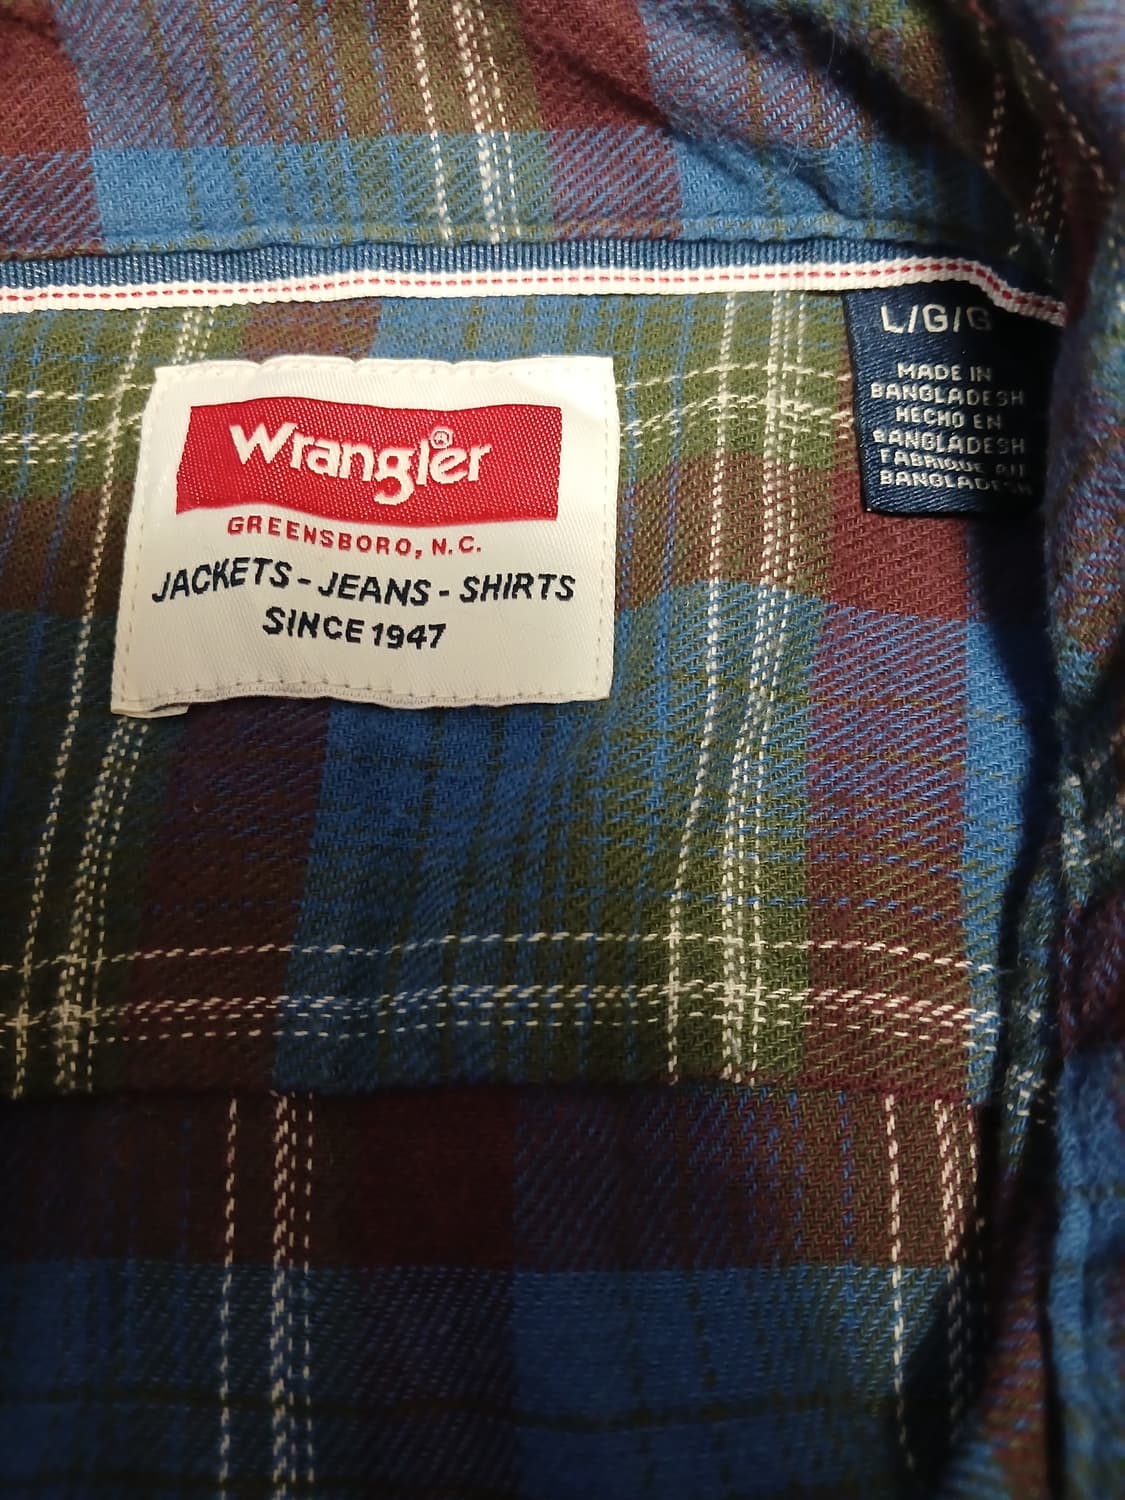 Wrangler®
GREENSBORO, N.C.
JACKETS - JEANS - SHIRTS
SINCE 1947
L/G/G
MADE IN
BANGLADESH
HECHO EN
BANGLADESH
FABRIQUE AU
BANGLADESH